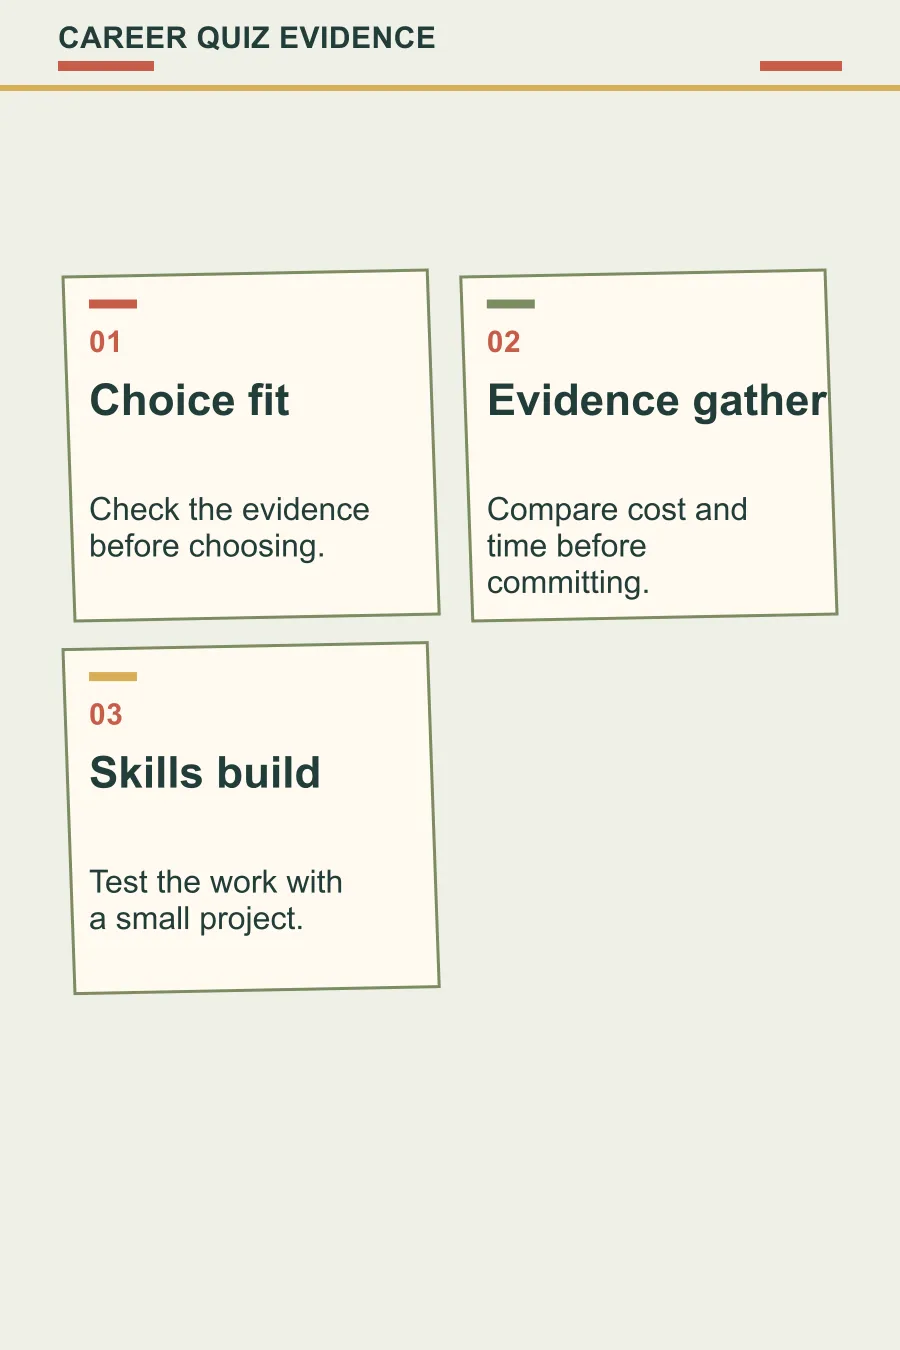 CAREER QUIZ EVIDENCE
01
Choice fit
Check the evidence
before choosing.
02
Evidence gather
Compare cost and
time before
committing.
03
Skills build
Test the work with
a small project.